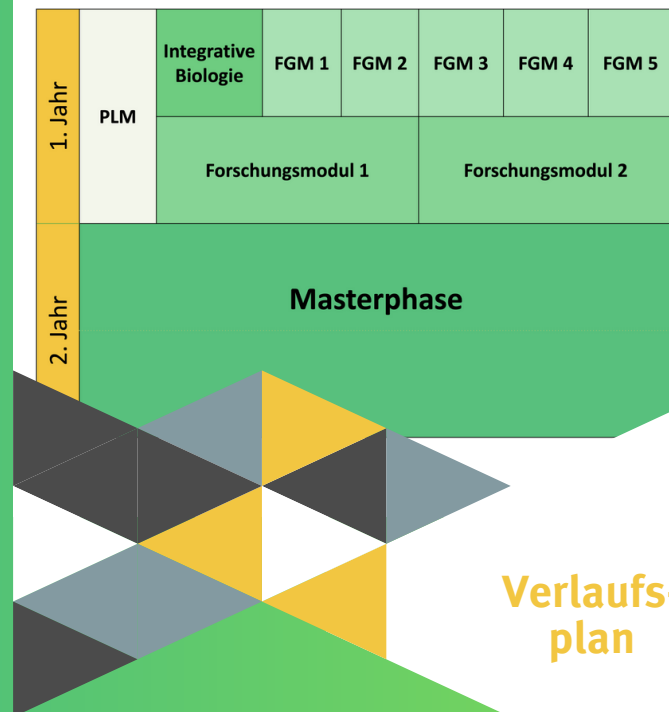 1. Jahr
PLM
Integrative
Biologie
FGM 1
FGM 2
FGM 3
FGM 4
FGM 5
Forschungsmodul 1
Forschungsmodul 2
2. Jahr
Masterphase
Verlaufs-
plan